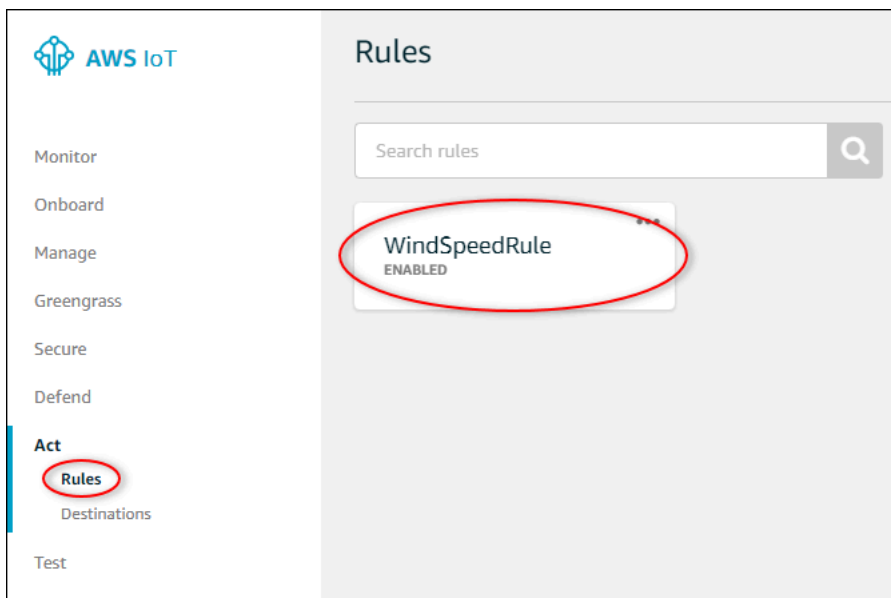 AWS IoT
Monitor
Onboard
Manage
Greengrass
Secure
Defend
Act
Rules
Destinations
Test
Rules
Search rules
WindSpeedRule
ENABLED